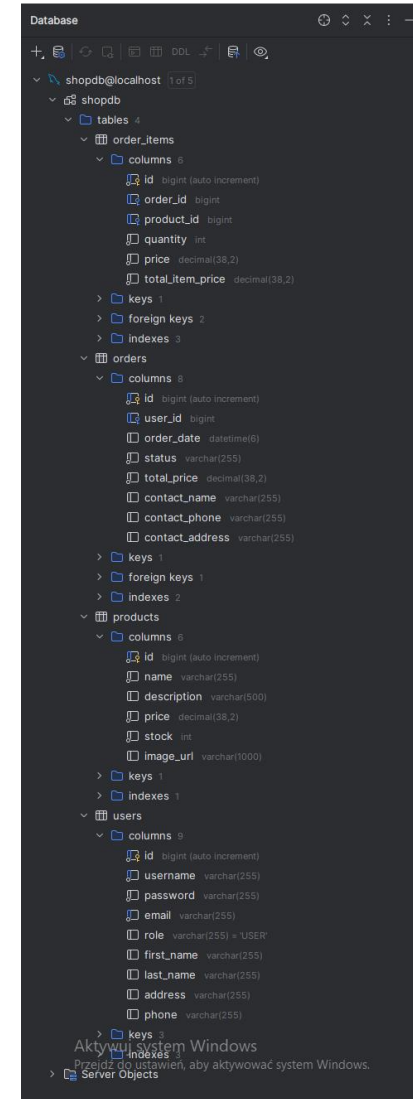 Database
DDL
shopdb@localhost 1 of 5
shopdb
tables 4
order_items
columns 6
id bigint (auto increment)
order_id bigint
product_id bigint
quantity int
price decimal(38,2)
total_item_price decimal(38,2)
keys 1
foreign keys 2
indexes 3
orders
columns 8
id bigint (auto increment)
user_id bigint
order_date datetime(6)
status varchar(255)
total_price decimal(38,2)
contact_name varchar(255)
contact_phone varchar(255)
contact_address varchar(255)
keys 1
foreign keys 1
indexes 2
products
columns 6
id bigint (auto increment)
name varchar(255)
description varchar(500)
price decimal(38,2)
stock int
image_url varchar(1000)
keys 1
indexes 1
users
columns 9
id bigint (auto increment)
username varchar(255)
password varchar(255)
email varchar(255)
role varchar(255) = 'USER'
first_name varchar(255)
last_name varchar(255)
address varchar(255)
phone varchar(255)
keys 3
Aktywuj system Windows
indexes 3
Przejdź do ustawień, aby aktywować system Windows.
Server Objects